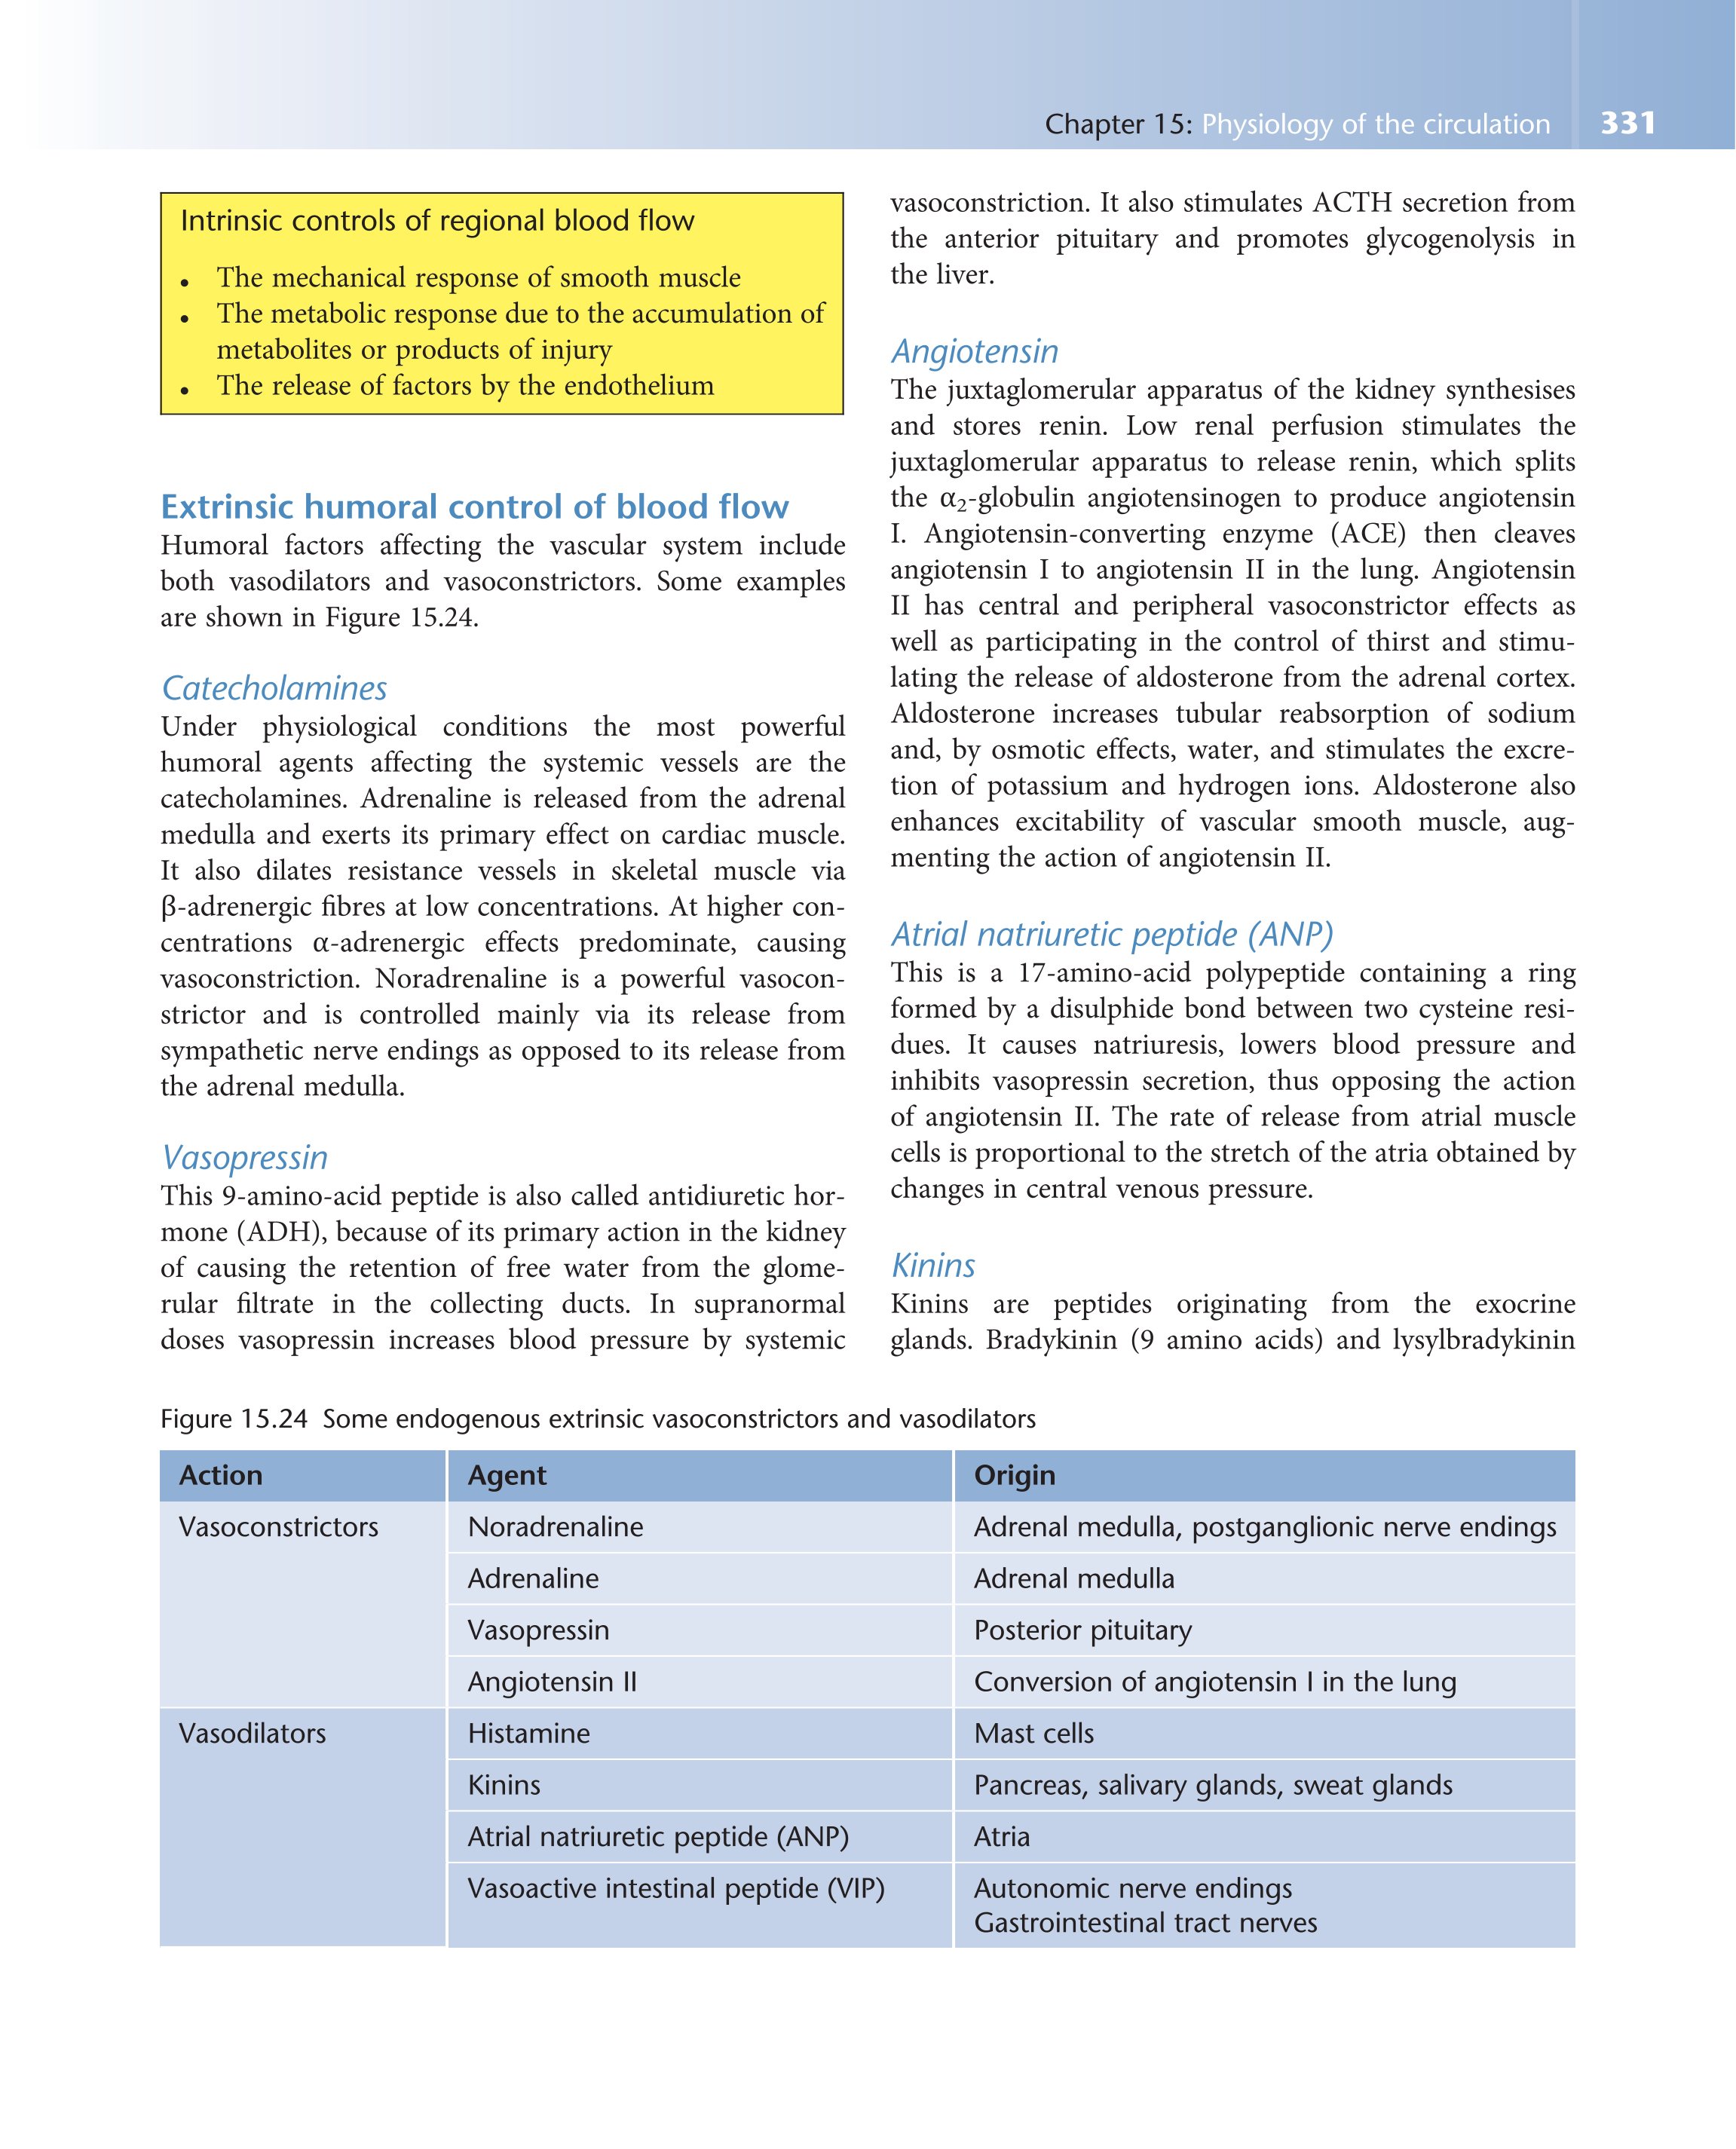 Chapter 15: Physiology of the circulation 331
Intrinsic controls of regional blood flow
• The mechanical response of smooth muscle
• The metabolic response due to the accumulation of
metabolites or products of injury
• The release of factors by the endothelium
Extrinsic humoral control of blood flow
Humoral factors affecting the vascular system include
both vasodilators and vasoconstrictors. Some examples
are shown in Figure 15.24.
Catecholamines
Under physiological conditions the most powerful
humoral agents affecting the systemic vessels are the
catecholamines. Adrenaline is released from the adrenal
medulla and exerts its primary effect on cardiac muscle.
It also dilates resistance vessels in skeletal muscle via
β-adrenergic fibres at low concentrations. At higher con-
centrations α-adrenergic effects predominate, causing
vasoconstriction. Noradrenaline is a powerful vasocon-
strictor and is controlled mainly via its release from
sympathetic nerve endings as opposed to its release from
the adrenal medulla.
Vasopressin
This 9-amino-acid peptide is also called antidiuretic hor-
mone (ADH), because of its primary action in the kidney
of causing the retention of free water from the glome-
rular filtrate in the collecting ducts. In supranormal
doses vasopressin increases blood pressure by systemic
vasoconstriction. It also stimulates ACTH secretion from
the anterior pituitary and promotes glycogenolysis in
the liver.
Angiotensin
The juxtaglomerular apparatus of the kidney synthesises
and stores renin. Low renal perfusion stimulates the
juxtaglomerular apparatus to release renin, which splits
the α₂-globulin angiotensinogen to produce angiotensin
I. Angiotensin-converting enzyme (ACE) then cleaves
angiotensin I to angiotensin II in the lung. Angiotensin
II has central and peripheral vasoconstrictor effects as
well as participating in the control of thirst and stimu-
lating the release of aldosterone from the adrenal cortex.
Aldosterone increases tubular reabsorption of sodium
and, by osmotic effects, water, and stimulates the excre-
tion of potassium and hydrogen ions. Aldosterone also
enhances excitability of vascular smooth muscle, aug-
menting the action of angiotensin II.
Atrial natriuretic peptide (ANP)
This is a 17-amino-acid polypeptide containing a ring
formed by a disulphide bond between two cysteine resi-
dues. It causes natriuresis, lowers blood pressure and
inhibits vasopressin secretion, thus opposing the action
of angiotensin II. The rate of release from atrial muscle
cells is proportional to the stretch of the atria obtained by
changes in central venous pressure.
Kinins
Kinins are peptides originating from the exocrine
glands. Bradykinin (9 amino acids) and lysylbradykinin
Figure 15.24 Some endogenous extrinsic vasoconstrictors and vasodilators
Action Agent Origin
Vasoconstrictors Noradrenaline Adrenal medulla, postganglionic nerve endings
Adrenaline Adrenal medulla
Vasopressin Posterior pituitary
Angiotensin II Conversion of angiotensin I in the lung
Vasodilators Histamine Mast cells
Kinins Pancreas, salivary glands, sweat glands
Atrial natriuretic peptide (ANP) Atria
Vasoactive intestinal peptide (VIP) Autonomic nerve endings
Gastrointestinal tract nerves